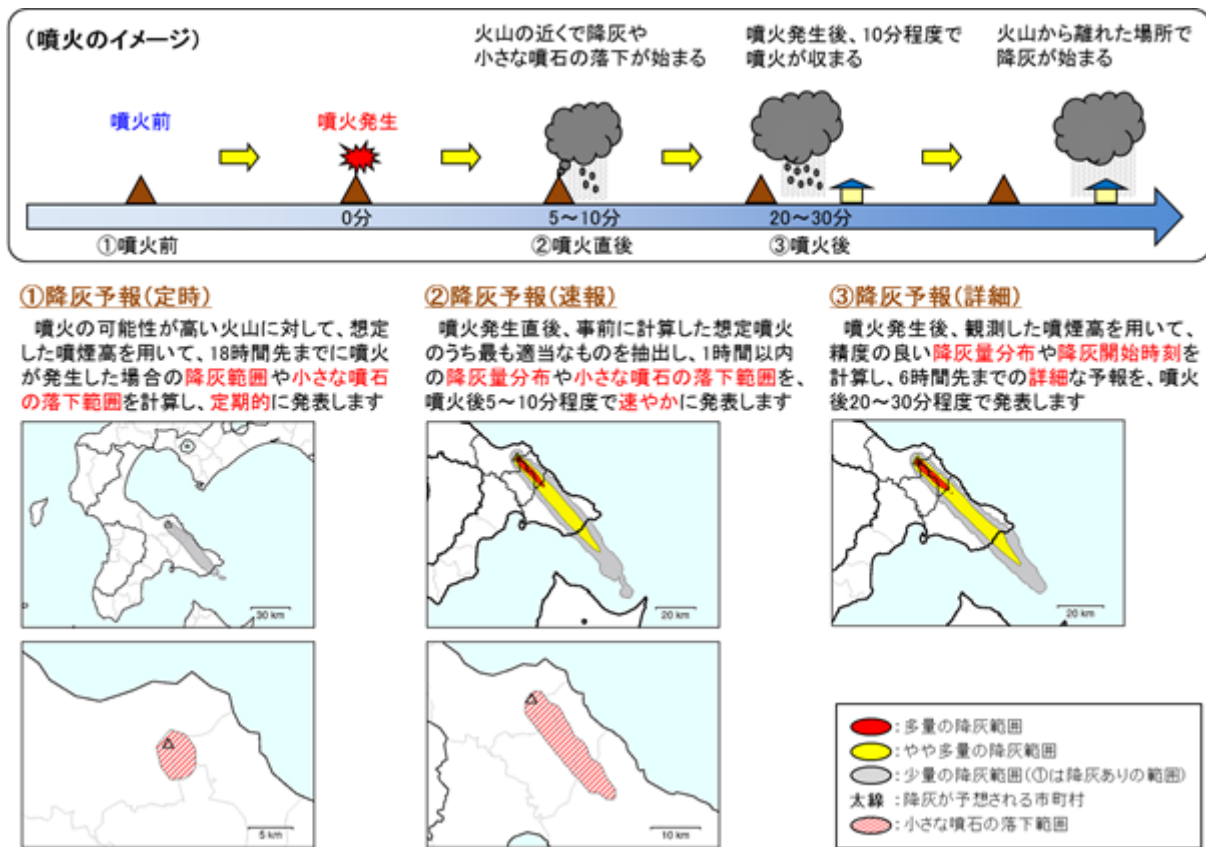 (噴火のイメージ)
火山の近くで降灰や
小さな噴石の落下が始まる
噴火発生後、10分程度で
噴火が収まる
火山から離れた場所で
降灰が始まる
噴火前
噴火発生
0分
5～10分
20～30分
①噴火前
②噴火直後
③噴火後
①降灰予報(定時)
噴火の可能性が高い火山に対して、想定
した噴煙高を用いて、18時間先までに噴火
が発生した場合の降灰範囲や小さな噴石
の落下範囲を計算し、定期的に発表します
30 km
5 km
②降灰予報(速報)
噴火発生直後、事前に計算した想定噴火
のうち最も適当なものを抽出し、1時間以内
の降灰量分布や小さな噴石の落下範囲を、
噴火後5～10分程度で速やかに発表します
20 km
10 km
③降灰予報(詳細)
噴火発生後、観測した噴煙高を用いて、
精度の良い降灰量分布や降灰開始時刻を
計算し、6時間先までの詳細な予報を、噴火
後20～30分程度で発表します
20 km
:多量の降灰範囲
:やや多量の降灰範囲
:少量の降灰範囲(①は降灰ありの範囲)
太線:降灰が予想される市町村
:小さな噴石の落下範囲